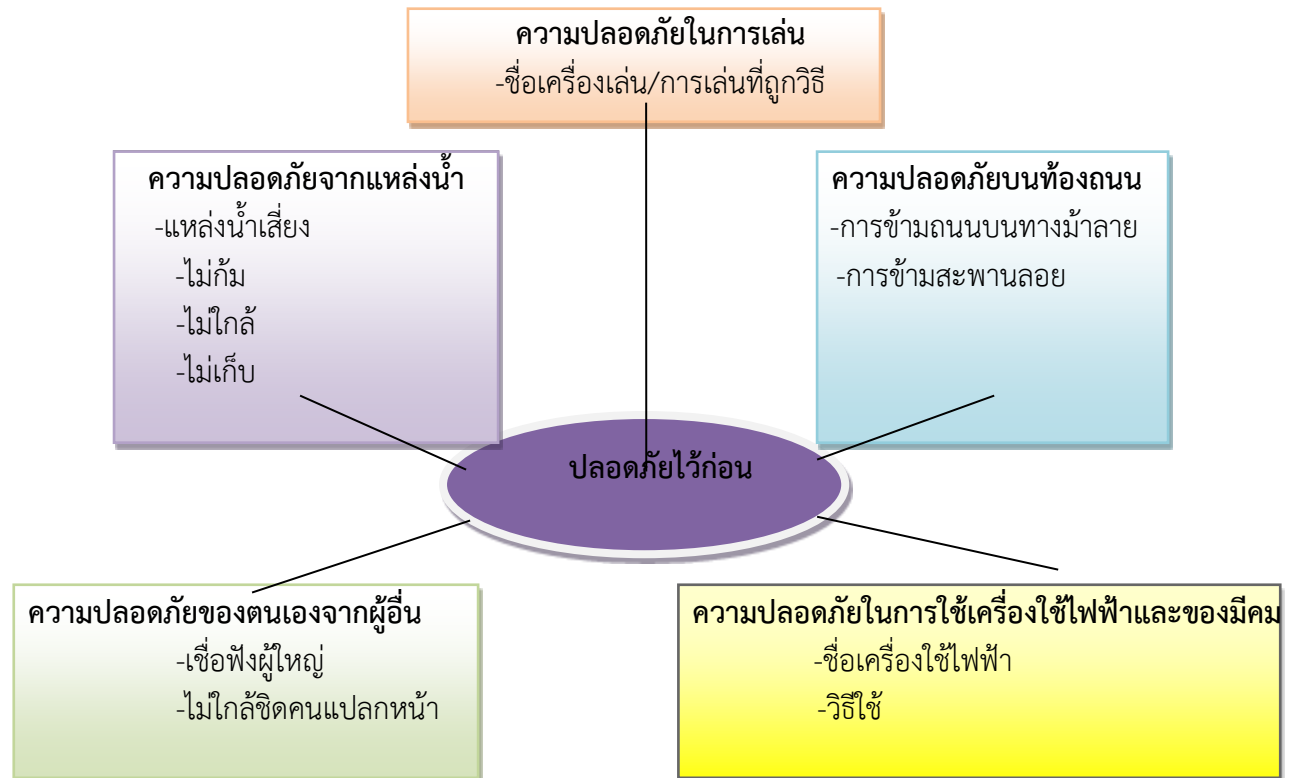 ความปลอดภัยในการเล่น
-ชื่อเครื่องเล่น/การเล่นที่ถูกวิธี
ความปลอดภัยจากแหล่งน้ำ
-แหล่งน้ำเสี่ยง
-ไม่ก้ม
-ไม่ใกล้
-ไม่เก็บ
ความปลอดภัยบนท้องถนน
-การข้ามถนนบนทางม้าลาย
-การข้ามสะพานลอย
ปลอดภัยไว้ก่อน
ความปลอดภัยของตนเองจากผู้อื่น
-เชื่อฟังผู้ใหญ่
-ไม่ใกล้ชิดคนแปลกหน้า
ความปลอดภัยในการใช้เครื่องใช้ไฟฟ้าและของมีคม
-ชื่อเครื่องใช้ไฟฟ้า
-วิธีใช้